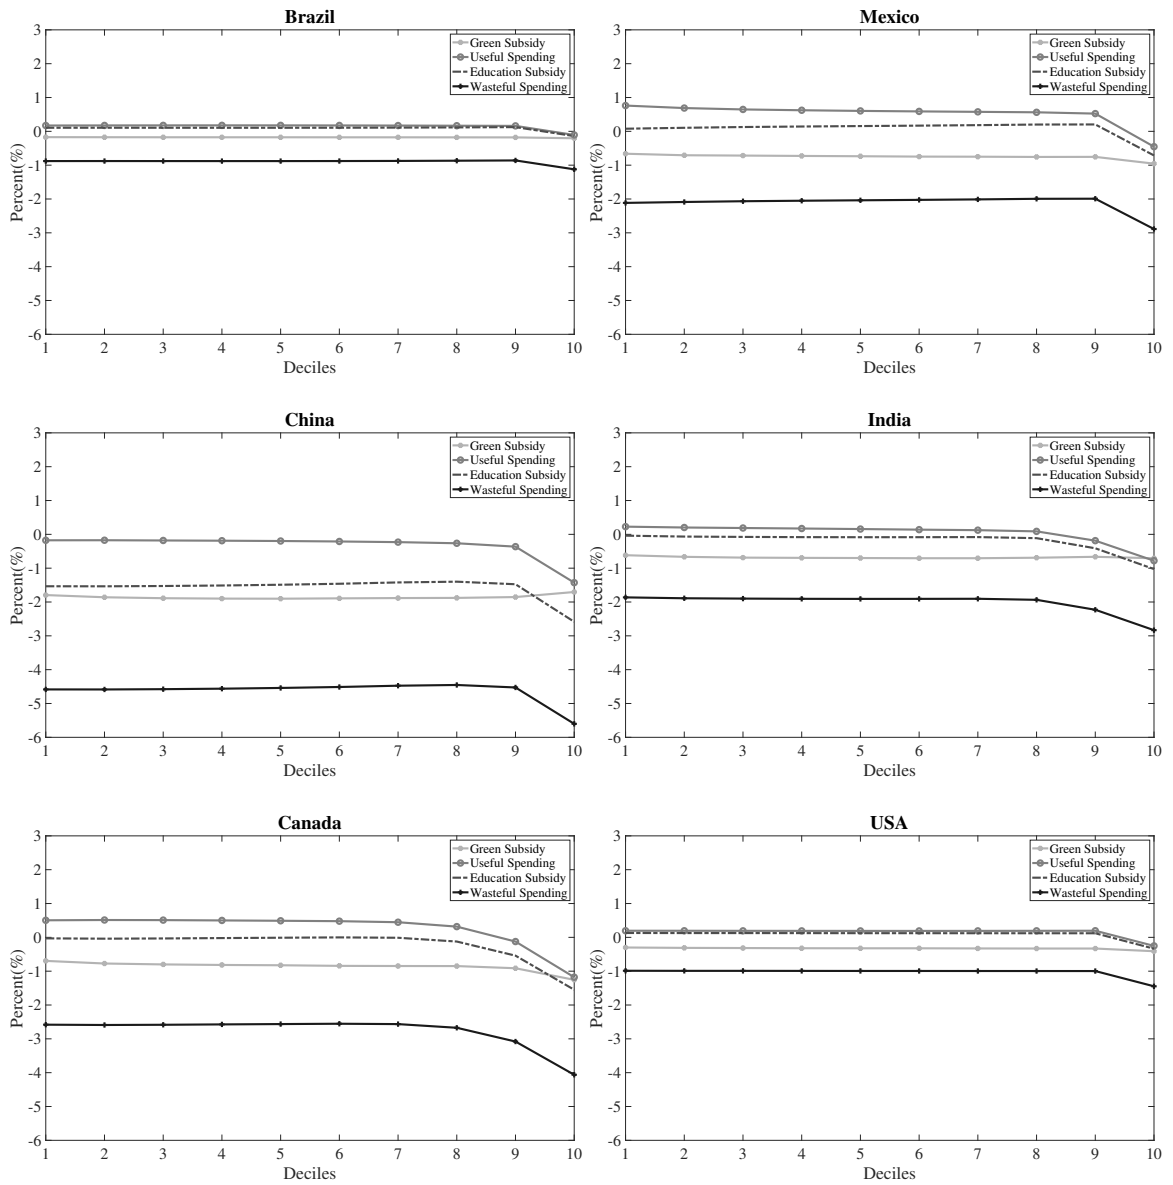 Brazil
3
2
1
0
-1
-2
-3
-4
-5
-6
Percent(%)
Green Subsidy
Useful Spending
Education Subsidy
Wasteful Spending
1 2 3 4 5 6 7 8 9 10
Deciles
Mexico
3
2
1
0
-1
-2
-3
-4
-5
-6
Percent(%)
Green Subsidy
Useful Spending
Education Subsidy
Wasteful Spending
1 2 3 4 5 6 7 8 9 10
Deciles
China
3
2
1
0
-1
-2
-3
-4
-5
-6
Percent(%)
Green Subsidy
Useful Spending
Education Subsidy
Wasteful Spending
1 2 3 4 5 6 7 8 9 10
Deciles
India
3
2
1
0
-1
-2
-3
-4
-5
-6
Percent(%)
Green Subsidy
Useful Spending
Education Subsidy
Wasteful Spending
1 2 3 4 5 6 7 8 9 10
Deciles
Canada
3
2
1
0
-1
-2
-3
-4
-5
-6
Percent(%)
Green Subsidy
Useful Spending
Education Subsidy
Wasteful Spending
1 2 3 4 5 6 7 8 9 10
Deciles
USA
3
2
1
0
-1
-2
-3
-4
-5
-6
Percent(%)
Green Subsidy
Useful Spending
Education Subsidy
Wasteful Spending
1 2 3 4 5 6 7 8 9 10
Deciles